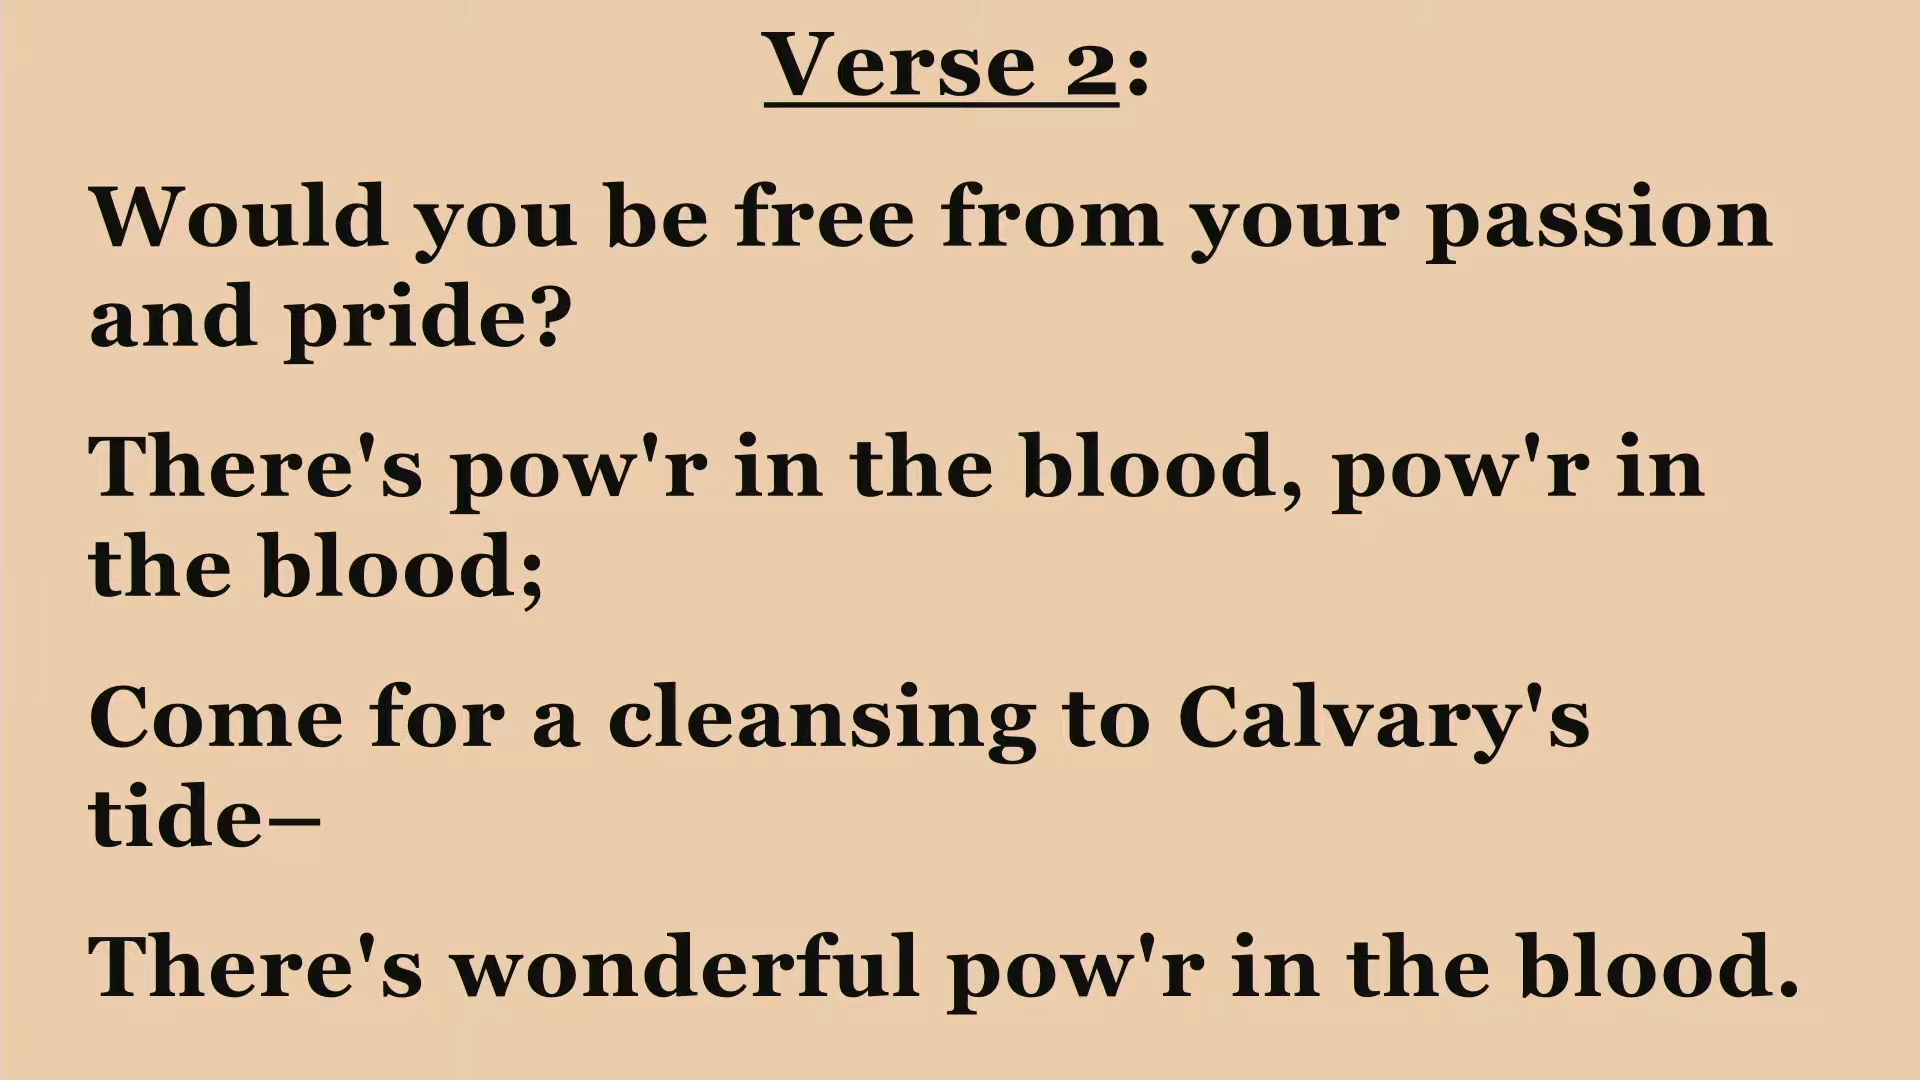 Verse 2:
Would you be free from your passion
and pride?
There's pow'r in the blood, pow'r in
the blood;
Come for a cleansing to Calvary's
tide–
There's wonderful pow'r in the blood.